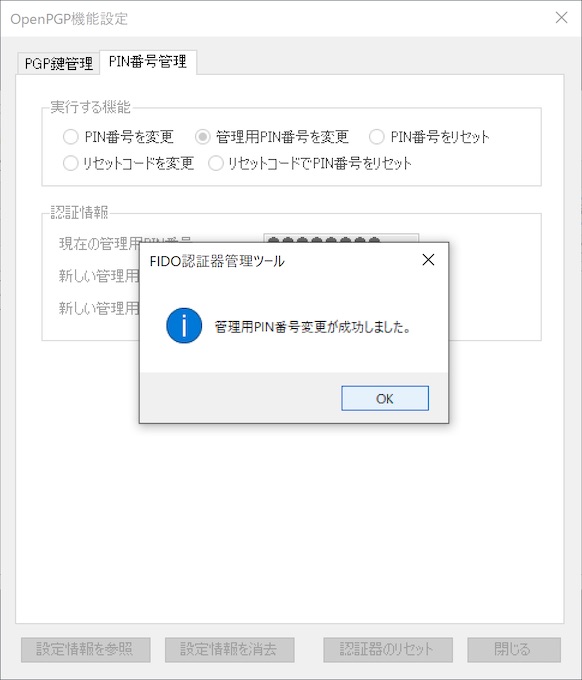 OpenPGP機能設定
PGP鍵管理 PIN番号管理
実行する機能
PIN番号を変更 管理用PIN番号を変更 PIN番号をリセット
リセットコードを変更 リセットコードでPIN番号をリセット
認証情報
現在の管理用PIN番号
新しい管理用
新しい管理用
FIDO認証器管理ツール
管理用PIN番号変更が成功しました。
OK
設定情報を参照 設定情報を消去 認証器のリセット 閉じる